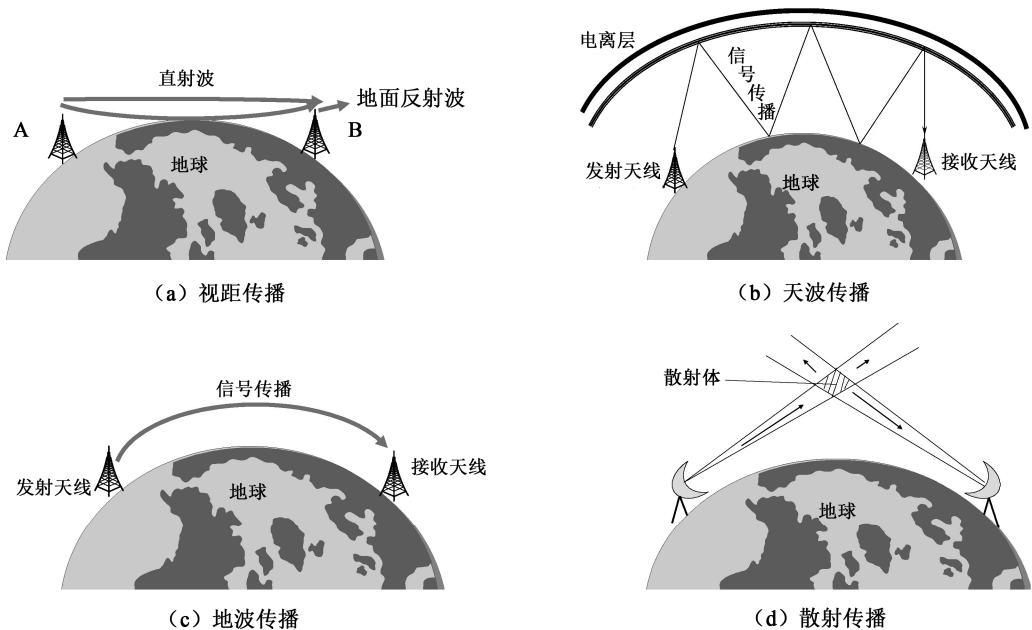 直射波
地面反射波
A
B
地球
（a）视距传播
电离层
信号传播
发射天线
接收天线
地球
（b）天波传播
信号传播
发射天线
接收天线
地球
（c）地波传播
散射体
地球
（d）散射传播